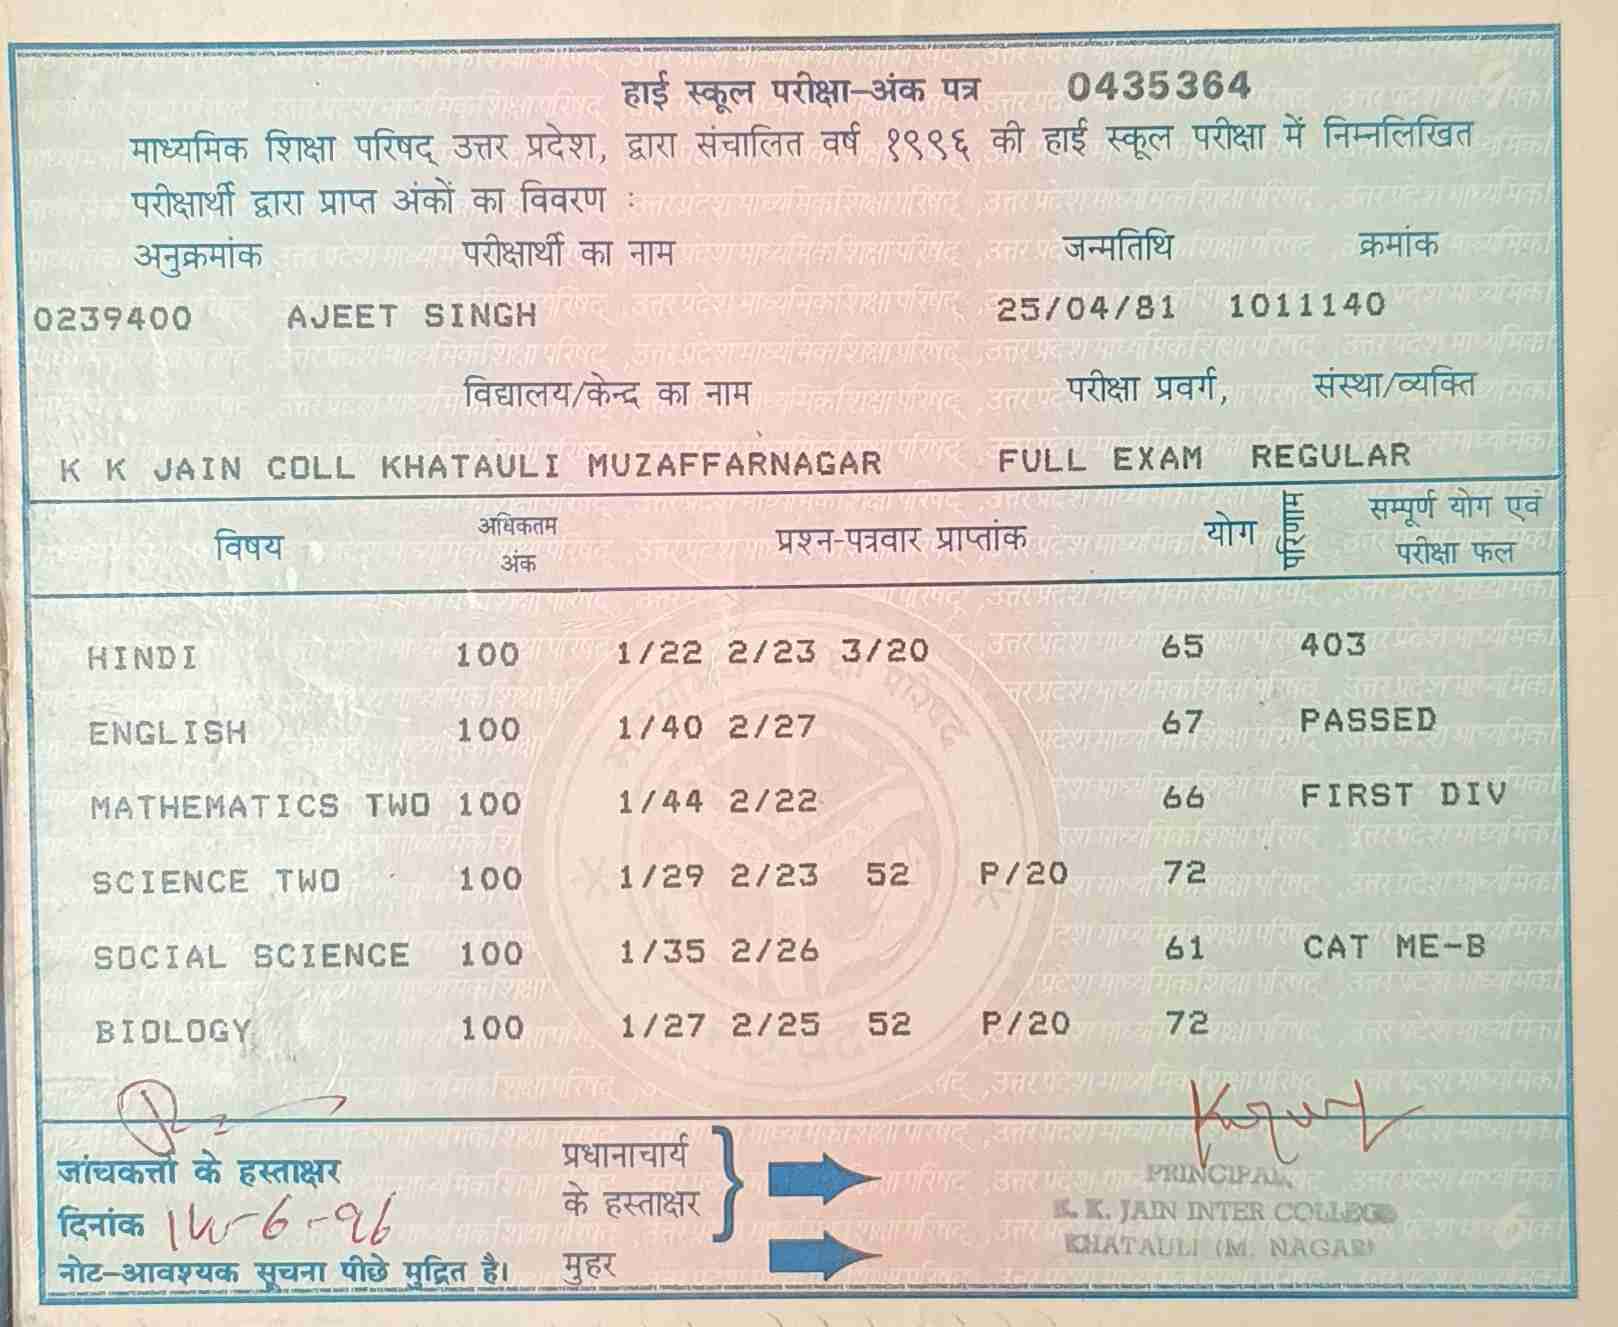 हाई स्कूल परीक्षा-अंक पत्र 0435364
माध्यमिक शिक्षा परिषद् उत्तर प्रदेश, द्वारा संचालित वर्ष १९९६ की हाई स्कूल परीक्षा में निम्नलिखित
परीक्षार्थी द्वारा प्राप्त अंकों का विवरण :
अनुक्रमांक परीक्षार्थी का नाम जन्मतिथि क्रमांक
0239400 AJEET SINGH 25/04/81 1011140
विद्यालय/केन्द्र का नाम परीक्षा प्रवर्ग, संस्था/व्यक्ति
K K JAIN COLL KHATAULI MUZAFFARNAGAR FULL EXAM REGULAR
विषय अधिकतम अंक प्रश्न-पत्रवार प्राप्तांक योग परिणाम सम्पूर्ण योग एवं परीक्षा फल
HINDI 100 1/22 2/23 3/20 65 403
ENGLISH 100 1/40 2/27 67 PASSED
MATHEMATICS TWO 100 1/44 2/22 66 FIRST DIV
SCIENCE TWO 100 1/29 2/23 52 P/20 72
SOCIAL SCIENCE 100 1/35 2/26 61 CAT ME-B
BIOLOGY 100 1/27 2/25 52 P/20 72
जांचकर्त्ता के हस्ताक्षर
दिनांक 14-6-96
नोट-आवश्यक सूचना पीछे मुद्रित है।
प्रधानाचार्य
के हस्ताक्षर
मुहर
PRINCIPAL
K. K. JAIN INTER COLLEGE
KHATAULI (M. NAGAR)